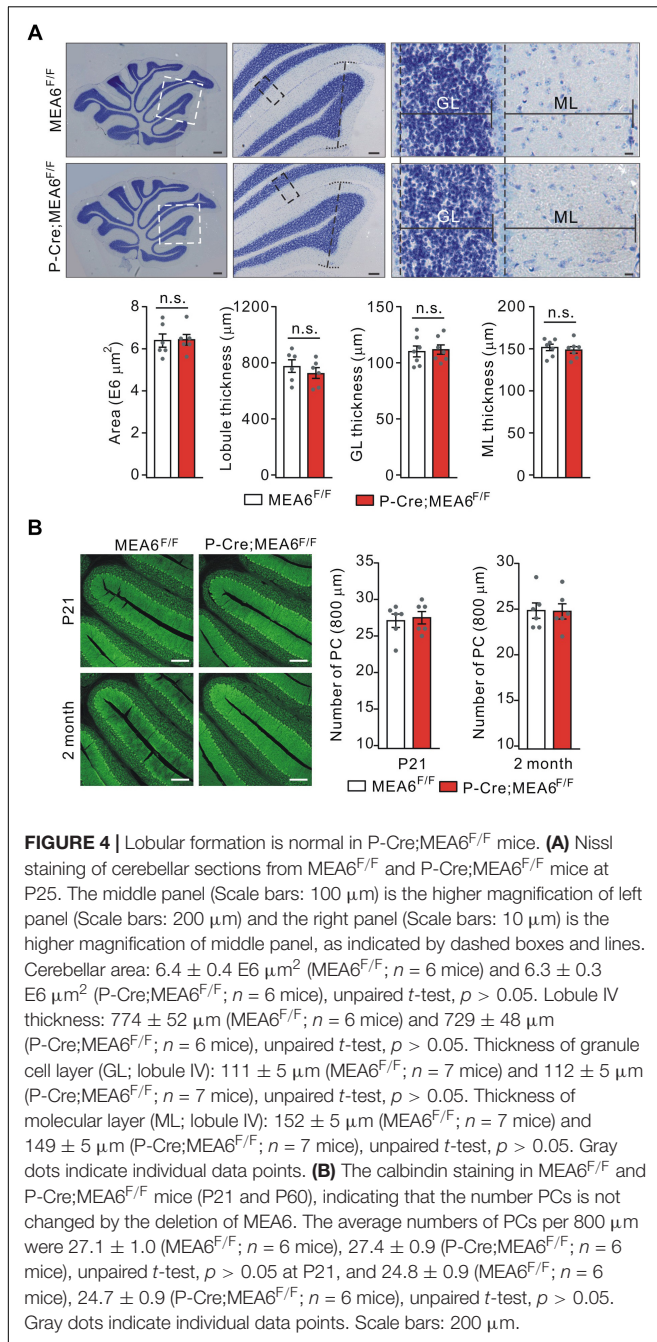 A
MEA6F/F
GL
ML
P-Cre;MEA6F/F
GL
ML
Area (E6 μm²)
8
6
4
2
0
n.s.
Lobule thickness (μm)
1200
800
400
0
n.s.
GL thickness (μm)
150
100
50
0
n.s.
ML thickness (μm)
200
150
100
50
0
n.s.
MEA6F/F
P-Cre;MEA6F/F
B
MEA6F/F
P-Cre;MEA6F/F
P21
2 month
Number of PC (800 μm)
35
30
25
20
15
10
P21
Number of PC (800 μm)
30
25
20
15
10
2 month
MEA6F/F
P-Cre;MEA6F/F
FIGURE 4 | Lobular formation is normal in P-Cre;MEA6F/F mice. (A) Nissl
staining of cerebellar sections from MEA6F/F and P-Cre;MEA6F/F mice at
P25. The middle panel (Scale bars: 100 μm) is the higher magnification of left
panel (Scale bars: 200 μm) and the right panel (Scale bars: 10 μm) is the
higher magnification of middle panel, as indicated by dashed boxes and lines.
Cerebellar area: 6.4 ± 0.4 E6 μm² (MEA6F/F; n = 6 mice) and 6.3 ± 0.3
E6 μm² (P-Cre;MEA6F/F; n = 6 mice), unpaired t-test, p > 0.05. Lobule IV
thickness: 774 ± 52 μm (MEA6F/F; n = 6 mice) and 729 ± 48 μm
(P-Cre;MEA6F/F; n = 6 mice), unpaired t-test, p > 0.05. Thickness of granule
cell layer (GL; lobule IV): 111 ± 5 μm (MEA6F/F; n = 7 mice) and 112 ± 5 μm
(P-Cre;MEA6F/F; n = 7 mice), unpaired t-test, p > 0.05. Thickness of
molecular layer (ML; lobule IV): 152 ± 5 μm (MEA6F/F; n = 7 mice) and
149 ± 5 μm (P-Cre;MEA6F/F; n = 7 mice), unpaired t-test, p > 0.05. Gray
dots indicate individual data points. (B) The calbindin staining in MEA6F/F and
P-Cre;MEA6F/F mice (P21 and P60), indicating that the number PCs is not
changed by the deletion of MEA6. The average numbers of PCs per 800 μm
were 27.1 ± 1.0 (MEA6F/F; n = 6 mice), 27.4 ± 0.9 (P-Cre;MEA6F/F; n = 6
mice), unpaired t-test, p > 0.05 at P21, and 24.8 ± 0.9 (MEA6F/F; n = 6
mice), 24.7 ± 0.9 (P-Cre;MEA6F/F; n = 6 mice), unpaired t-test, p > 0.05.
Gray dots indicate individual data points. Scale bars: 200 μm.